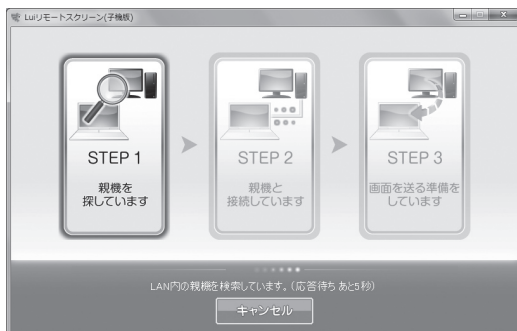 Luiリモートスクリーン(子機版)
STEP 1
親機を
探しています
STEP 2
親機と
接続しています
STEP 3
画面を送る準備を
しています
LAN内の親機を検索しています。(応答待ち あと5秒)
キャンセル